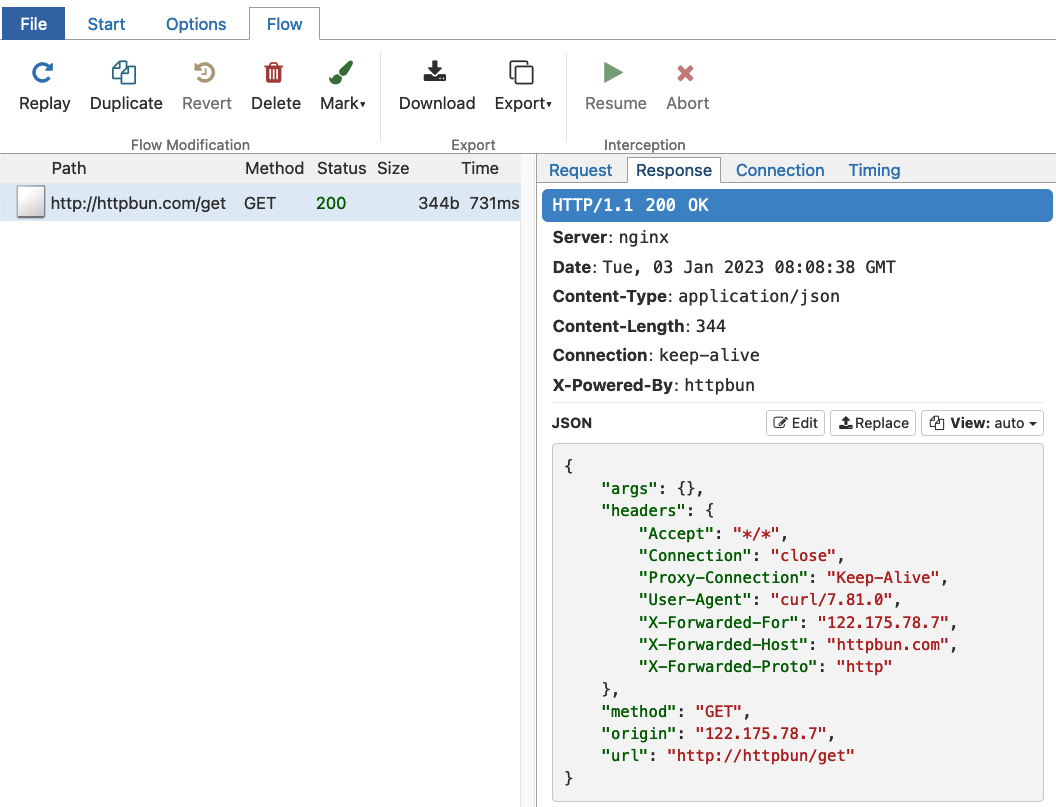 File Start Options Flow
Replay Duplicate Revert Delete Mark▾ Download Export▾ Resume Abort
Flow Modification Export Interception
Path Method Status Size Time
http://httpbun.com/get GET 200 344b 731ms
Request Response Connection Timing
HTTP/1.1 200 OK
Server: nginx
Date: Tue, 03 Jan 2023 08:08:38 GMT
Content-Type: application/json
Content-Length: 344
Connection: keep-alive
X-Powered-By: httpbun
JSON Edit Replace View: auto
{
    "args": {},
    "headers": {
        "Accept": "*/*",
        "Connection": "close",
        "Proxy-Connection": "Keep-Alive",
        "User-Agent": "curl/7.81.0",
        "X-Forwarded-For": "122.175.78.7",
        "X-Forwarded-Host": "httpbun.com",
        "X-Forwarded-Proto": "http"
    },
    "method": "GET",
    "origin": "122.175.78.7",
    "url": "http://httpbun/get"
}